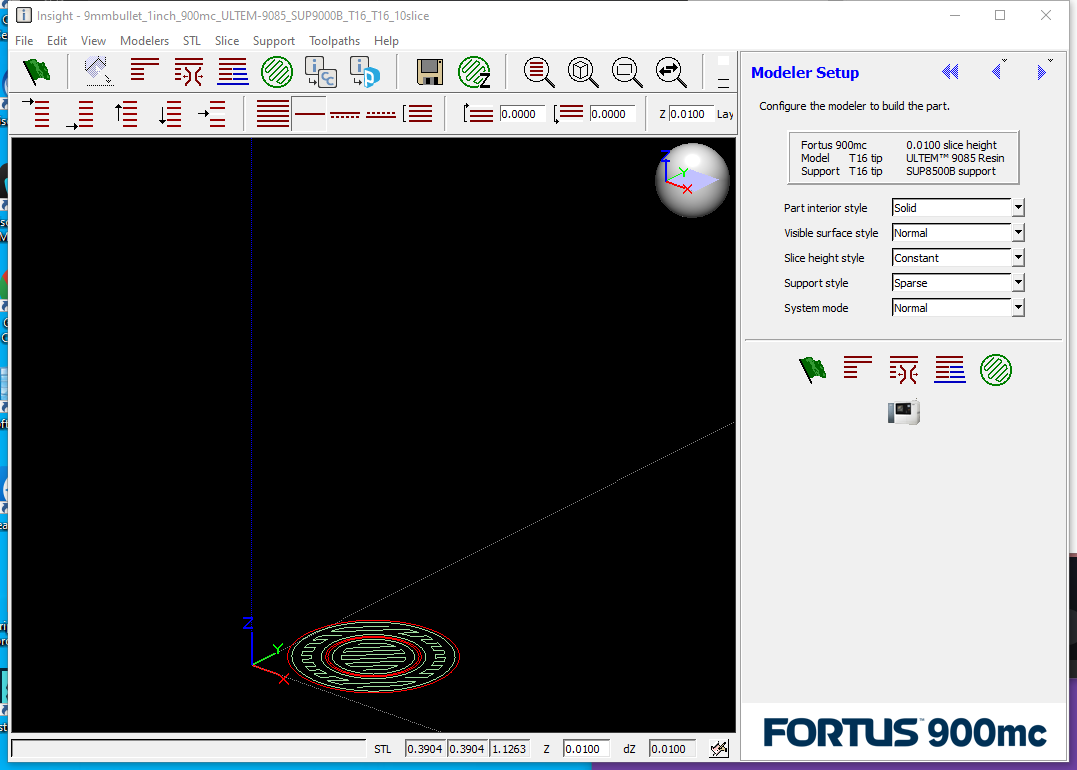 Insight - 9mmbullet_1inch_900mc_ULTEM-9085_SUP9000B_T16_T16_10slice
File Edit View Modelers STL Slice Support Toolpaths Help
0.0000 0.0000 Z 0.0100 Lay
Modeler Setup
Configure the modeler to build the part.
Fortus 900mc 0.0100 slice height
Model T16 tip ULTEM™ 9085 Resin
Support T16 tip SUP8500B support
Part interior style Solid
Visible surface style Normal
Slice height style Constant
Support style Sparse
System mode Normal
Z
Y
X
Z
Y
X
STL 0.3904 0.3904 1.1263 Z 0.0100 dZ 0.0100
FORTUS™ 900mc